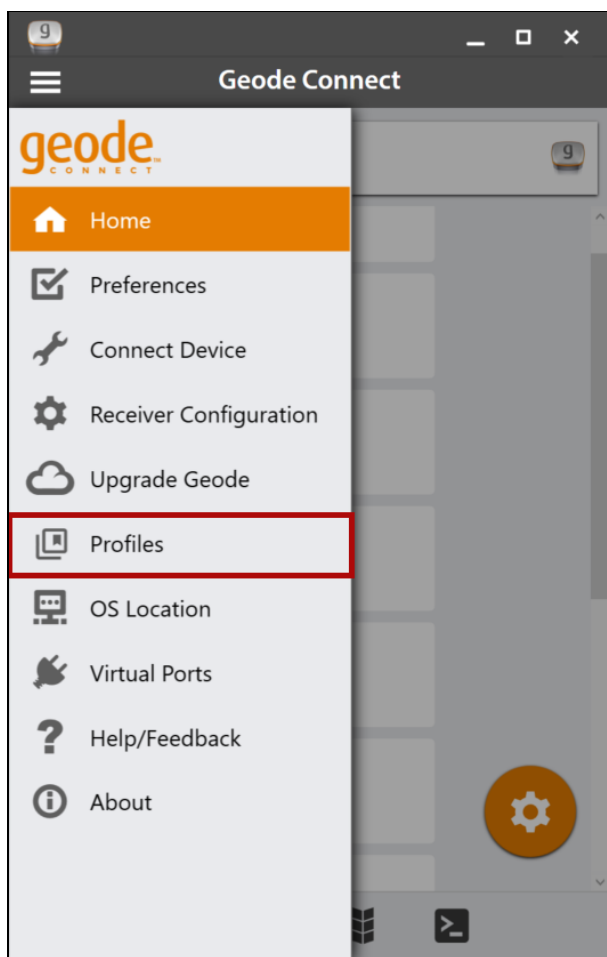 g
Geode Connect
geode™
CONNECT
g
Home
Preferences
Connect Device
Receiver Configuration
Upgrade Geode
Profiles
OS Location
Virtual Ports
Help/Feedback
About